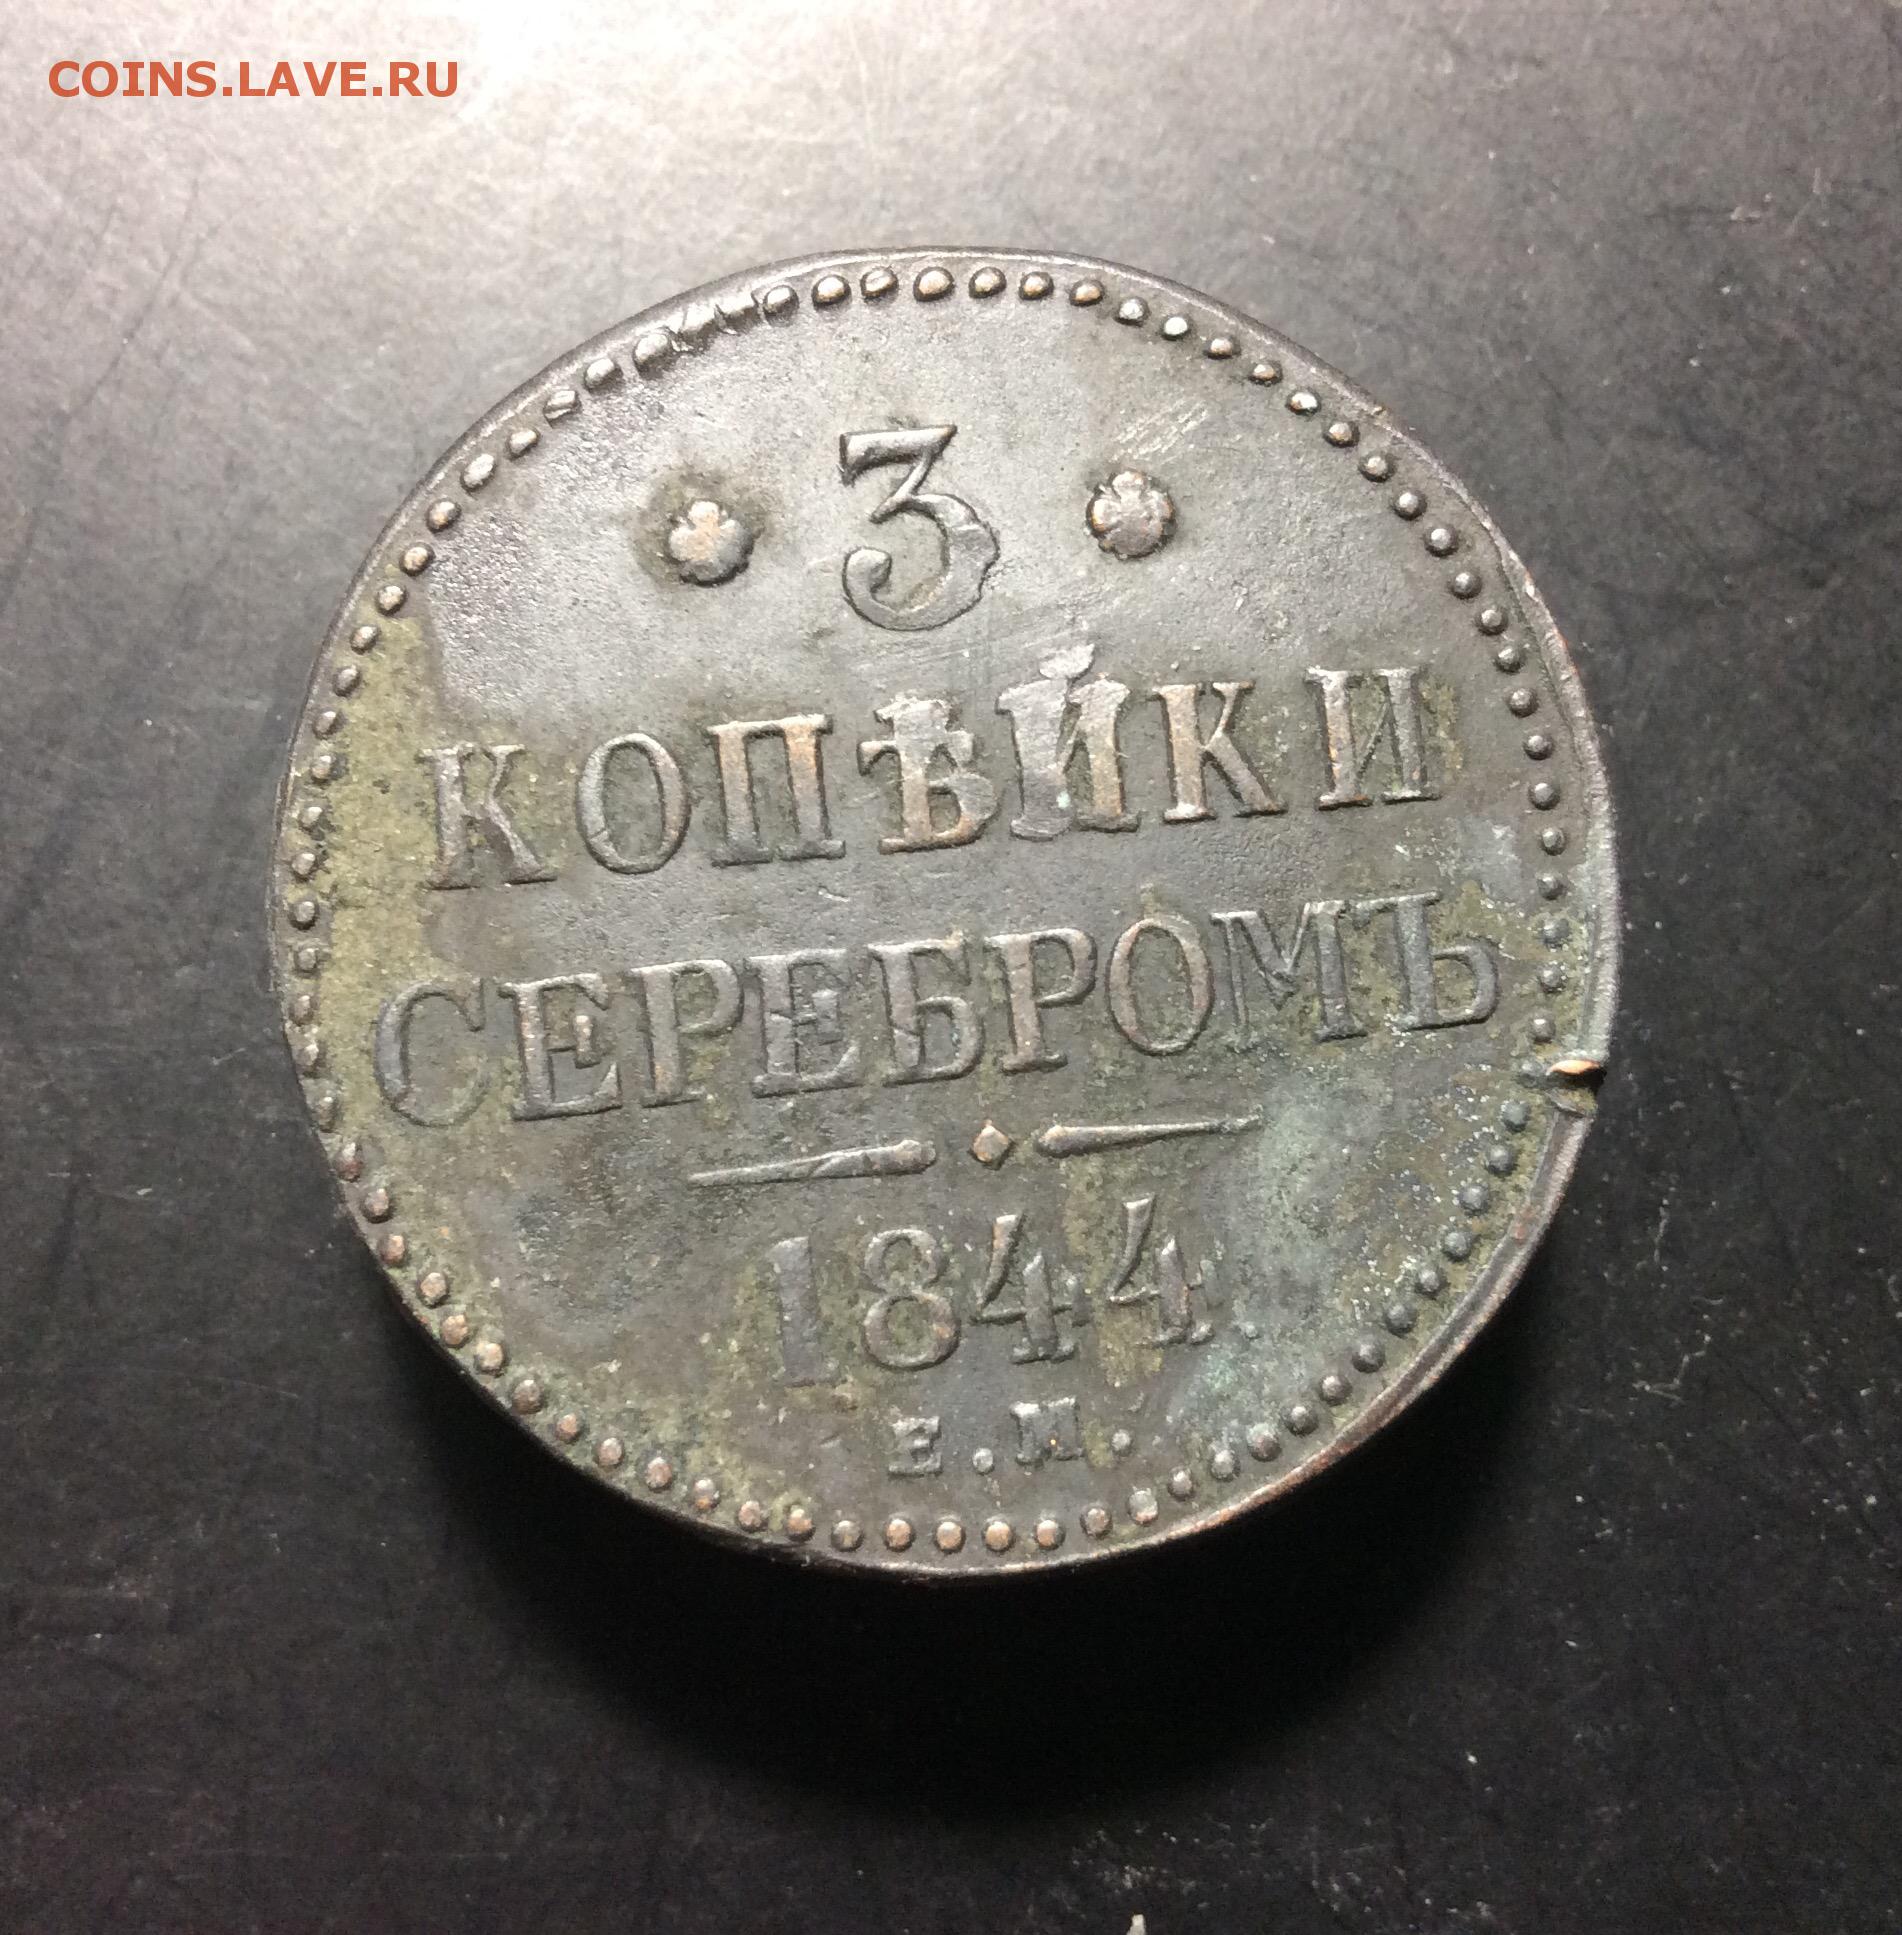 COINS.LAVE.RU
3
КОПѢЙКИ
СЕРЕБРОМЪ
1844.
Е.М.